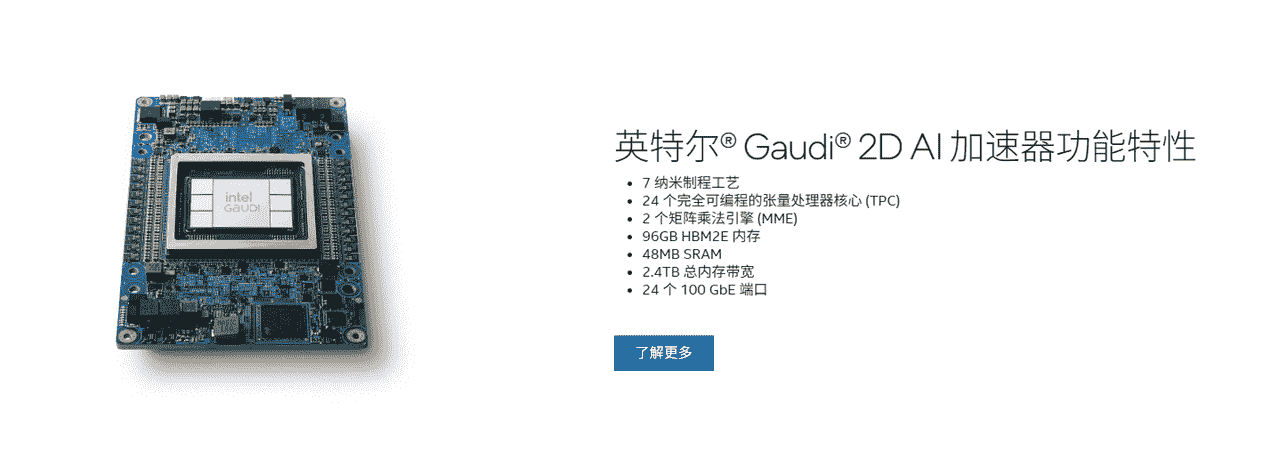 intel
GAUDI
英特尔® Gaudi® 2D AI 加速器功能特性
7 纳米制程工艺
24 个完全可编程的张量处理器核心 (TPC)
2 个矩阵乘法引擎 (MME)
96GB HBM2E 内存
48MB SRAM
2.4TB 总内存带宽
24 个 100 GbE 端口
了解更多